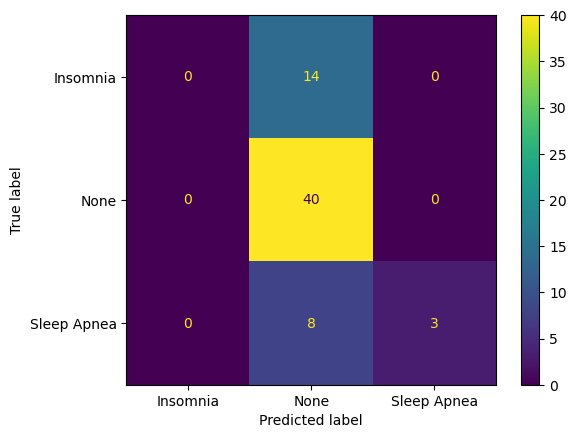 True label
Insomnia 0 14 0
None 0 40 0
Sleep Apnea 0 8 3
Insomnia None Sleep Apnea
Predicted label
40
35
30
25
20
15
10
5
0